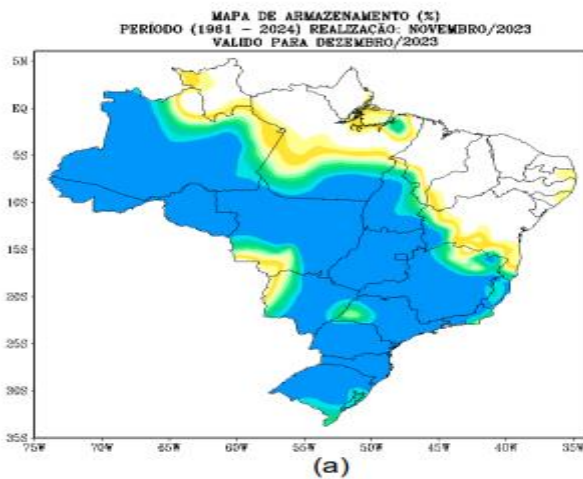 MAPA DE ARMAZENAMENTO (%)
PERÍODO (1961 – 2024) REALIZAÇÃO: NOVEMBRO/2023
VALIDO PARA DEZEMBRO/2023
5N
EQ
5S
10S
15S
20S
25S
30S
35S
75W 70W 65W 60W 55W 50W 45W 40W 35W
(a)